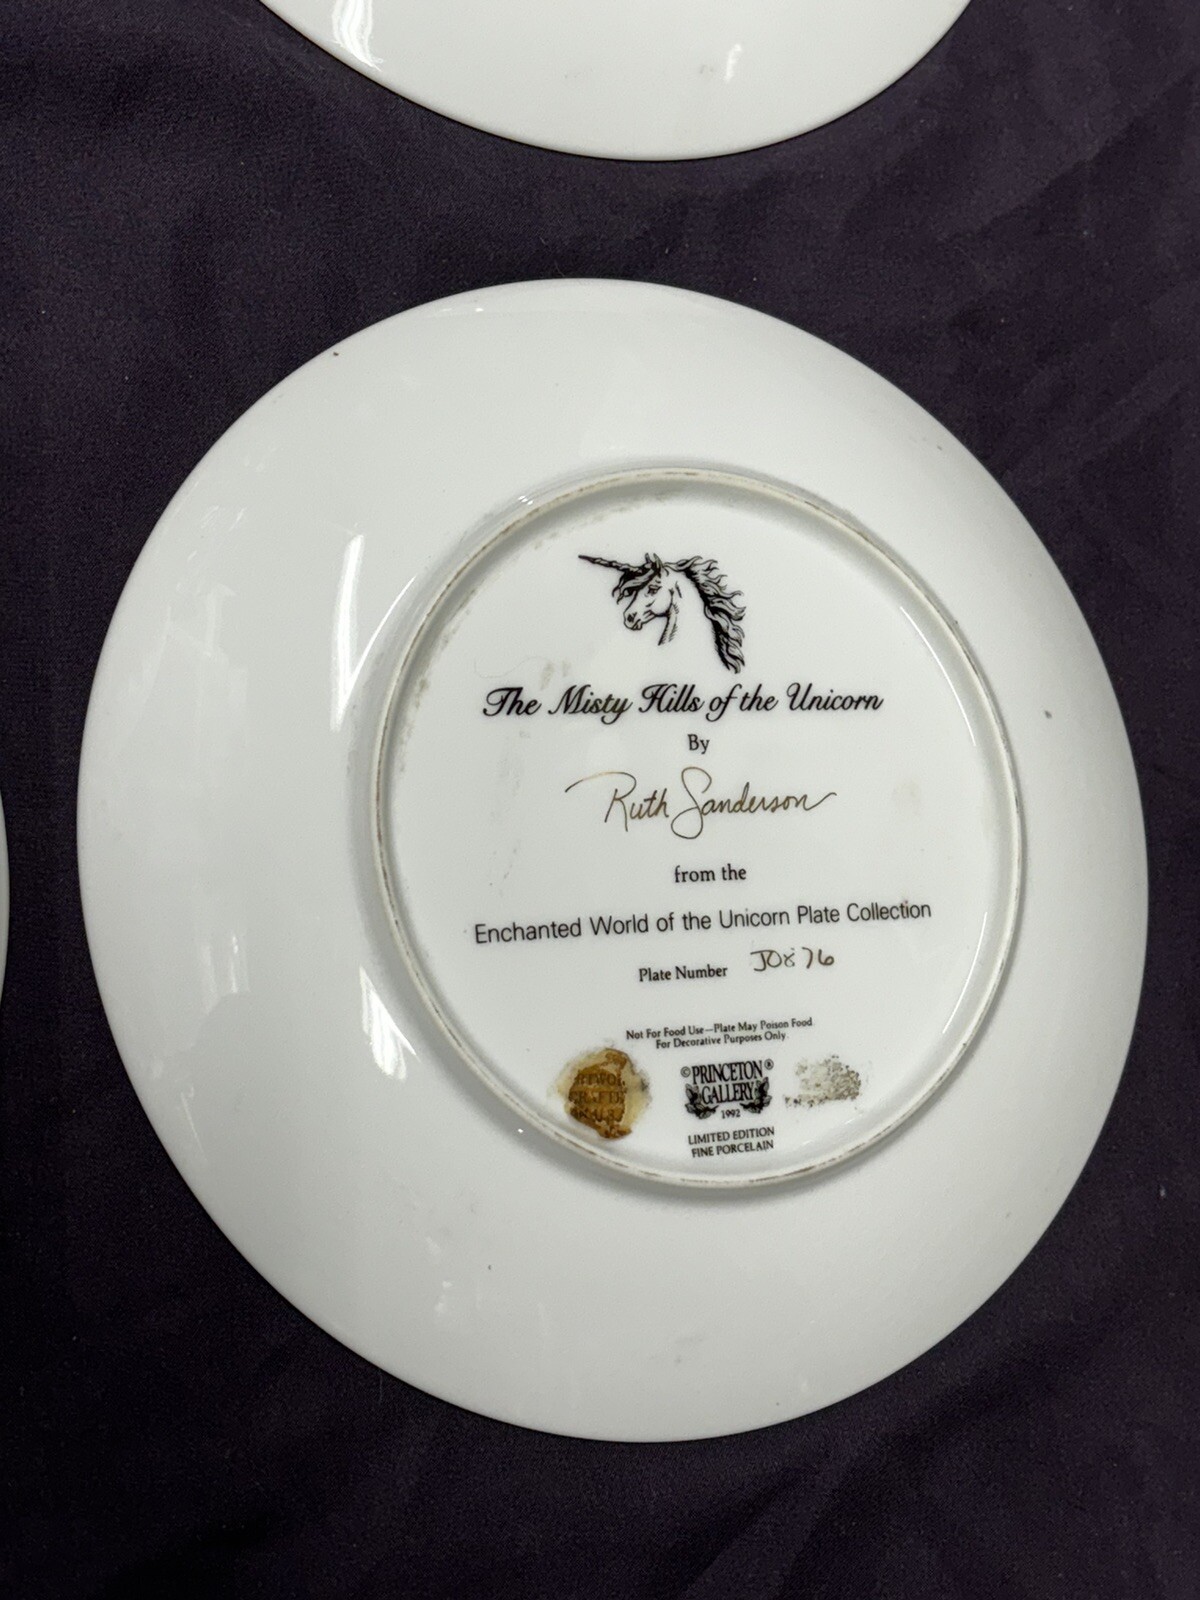 The Misty Hills of the Unicorn
By
Ruth Sanderson
from the
Enchanted World of the Unicorn Plate Collection
Plate Number J0876
Not For Food Use—Plate May Poison Food
For Decorative Purposes Only.
©PRINCETON®
GALLERY
1992
LIMITED EDITION
FINE PORCELAIN